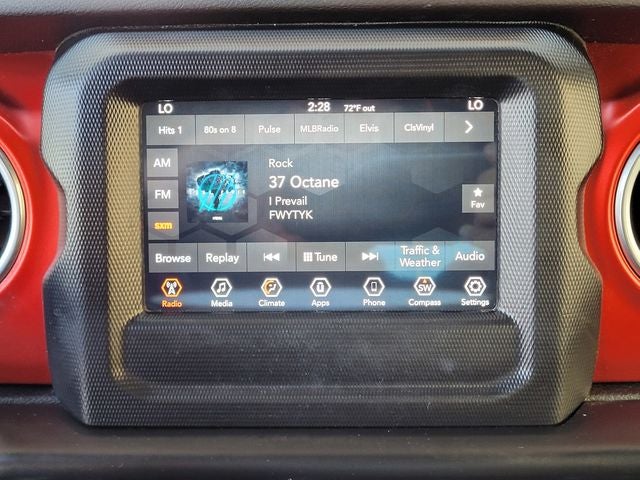 LO 2:28 72°F out LO
Hits 1 80s on 8 Pulse MLBRadio Elvis ClsVinyl
AM
FM
sxm
Rock
37 Octane
I Prevail
FWYTYK
Fav
Browse Replay Tune Traffic & Weather Audio
Radio Media Climate Apps Phone SW Compass Settings